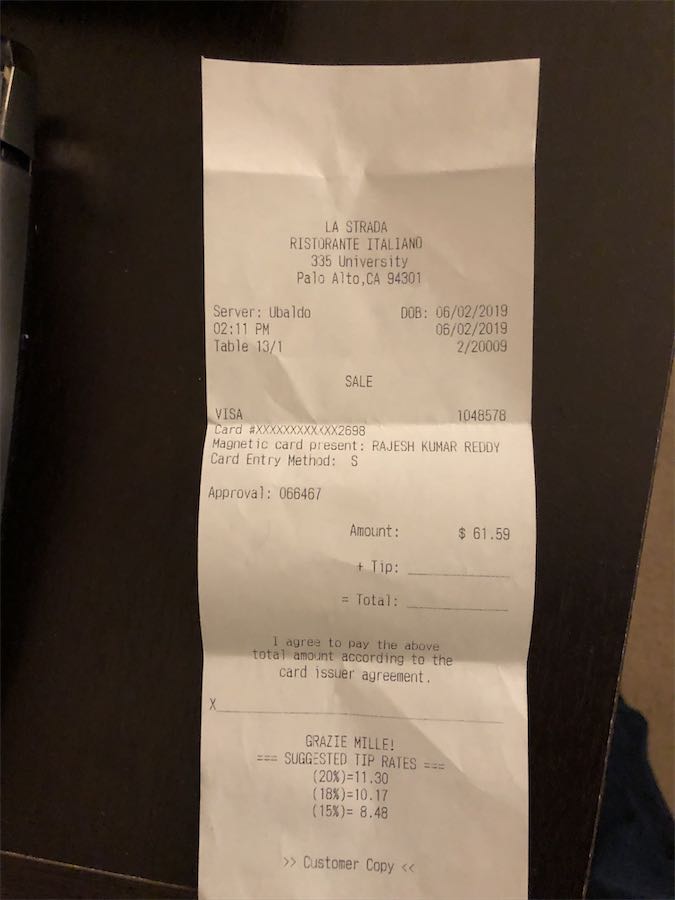 LA STRADA
RISTORANTE ITALIANO
335 University
Palo Alto,CA 94301
Server: Ubaldo DOB: 06/02/2019
02:11 PM 06/02/2019
Table 13/1 2/20009
SALE
VISA 1048578
Card #XXXXXXXXXXXX2698
Magnetic card present: RAJESH KUMAR REDDY
Card Entry Method: S
Approval: 066467
Amount: $ 61.59
+ Tip: ____________
= Total: ____________
I agree to pay the above
total amount according to the
card issuer agreement.
X__________________________________
GRAZIE MILLE!
=== SUGGESTED TIP RATES ===
(20%)=11.30
(18%)=10.17
(15%)= 8.48
>> Customer Copy <<